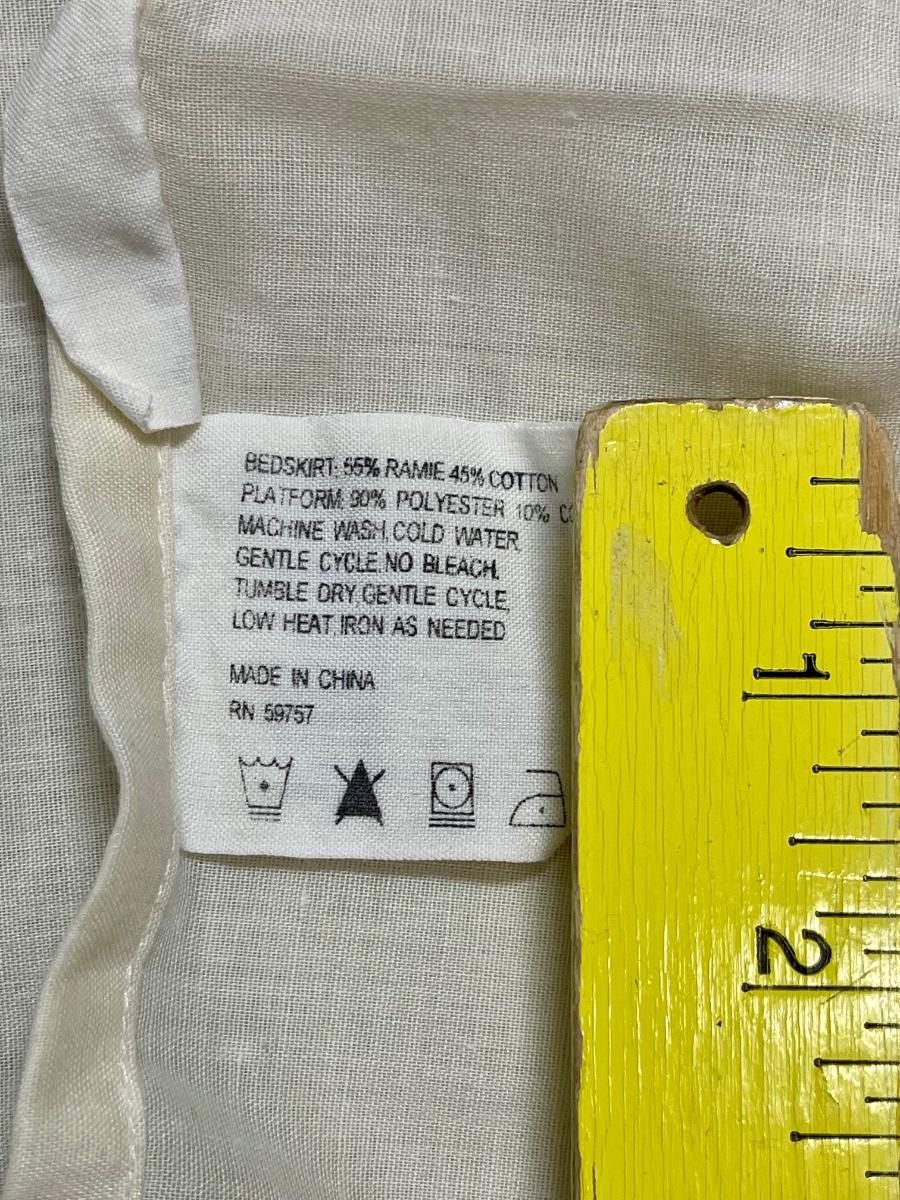 BEDSKIRT: 55% RAMIE 45% COTTON
PLATFORM: 90% POLYESTER 10%
MACHINE WASH, COLD WATER,
GENTLE CYCLE, NO BLEACH,
TUMBLE DRY, GENTLE CYCLE,
LOW HEAT, IRON AS NEEDED
MADE IN CHINA
RN 59757
1
2